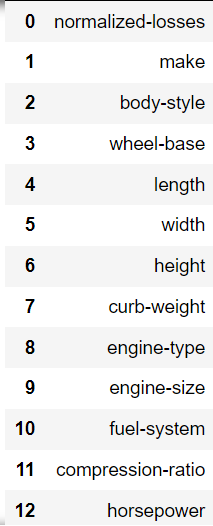 0 normalized-losses
1 make
2 body-style
3 wheel-base
4 length
5 width
6 height
7 curb-weight
8 engine-type
9 engine-size
10 fuel-system
11 compression-ratio
12 horsepower